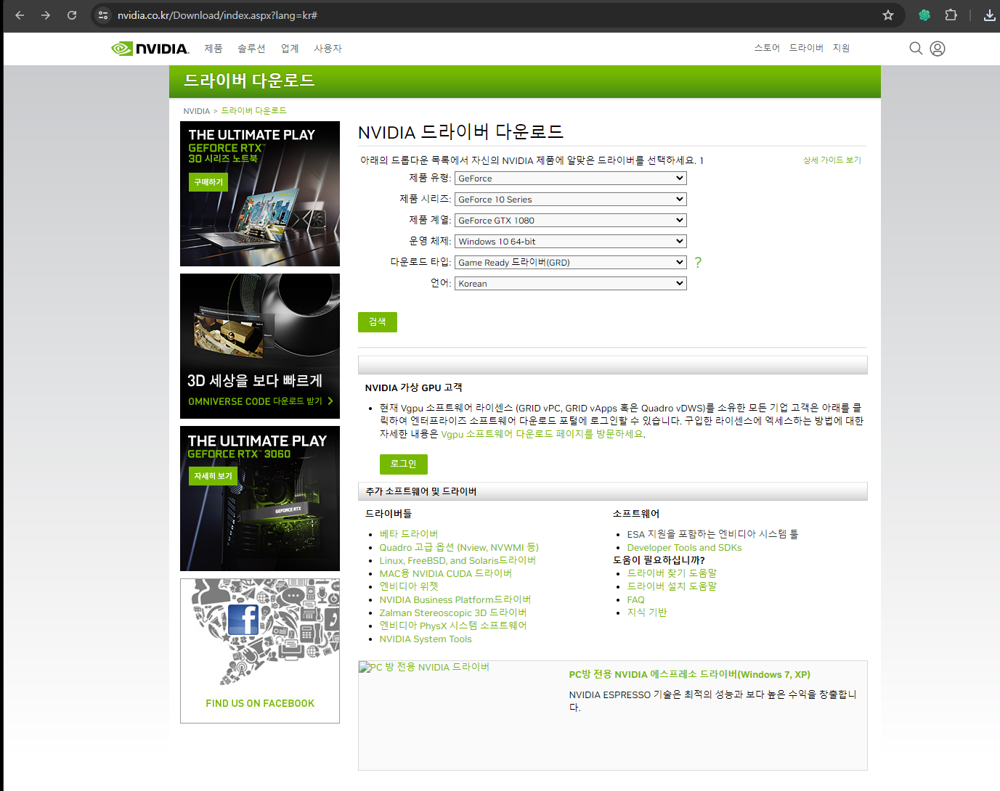 nvidia.co.kr/Download/index.aspx?lang=kr#
NVIDIA.
제품 솔루션 업계 사용자
스토어 드라이버 지원
드라이버 다운로드
NVIDIA > 드라이버 다운로드
THE ULTIMATE PLAY
GEFORCE RTX™
30 시리즈 노트북
구매하기
3D 세상을 보다 빠르게
OMNIVERSE CODE 다운로드 받기 >
THE ULTIMATE PLAY
GEFORCE RTX™ 3060
자세히 보기
GEFORCE RTX
FIND US ON FACEBOOK
NVIDIA 드라이버 다운로드
아래의 드롭다운 목록에서 자신의 NVIDIA 제품에 알맞은 드라이버를 선택하세요. 1
상세 가이드 보기
제품 유형: GeForce
제품 시리즈: GeForce 10 Series
제품 계열: GeForce GTX 1080
운영 체제: Windows 10 64-bit
다운로드 타입: Game Ready 드라이버(GRD) ?
언어: Korean
검색
NVIDIA 가상 GPU 고객
• 현재 Vgpu 소프트웨어 라이센스 (GRID vPC, GRID vApps 혹은 Quadro vDWS)를 소유한 모든 기업 고객은 아래를 클
릭하여 엔터프라이즈 소프트웨어 다운로드 포털에 로그인할 수 있습니다. 구입한 라이센스에 엑세스하는 방법에 대한
자세한 내용은 Vgpu 소프트웨어 다운로드 페이지를 방문하세요.
로그인
추가 소프트웨어 및 드라이버
드라이버들
• 베타 드라이버
• Quadro 고급 옵션 (Nview, NVWMI 등)
• Linux, FreeBSD, and Solaris드라이버
• MAC용 NVIDIA CUDA 드라이버
• 엔비디아 위젯
• NVIDIA Business Platform드라이버
• Zalman Stereoscopic 3D 드라이버
• 엔비디아 PhysX 시스템 소프트웨어
• NVIDIA System Tools
소프트웨어
• ESA 지원을 포함하는 엔비디아 시스템 툴
• Developer Tools and SDKs
도움이 필요하십니까?
• 드라이버 찾기 도움말
• 드라이버 설치 도움말
• FAQ
• 지식 기반
PC 방 전용 NVIDIA 드라이버
PC방 전용 NVIDIA 에스프레소 드라이버(Windows 7, XP)
NVIDIA ESPRESSO 기술은 최적의 성능과 보다 높은 수익을 창출합니
다.